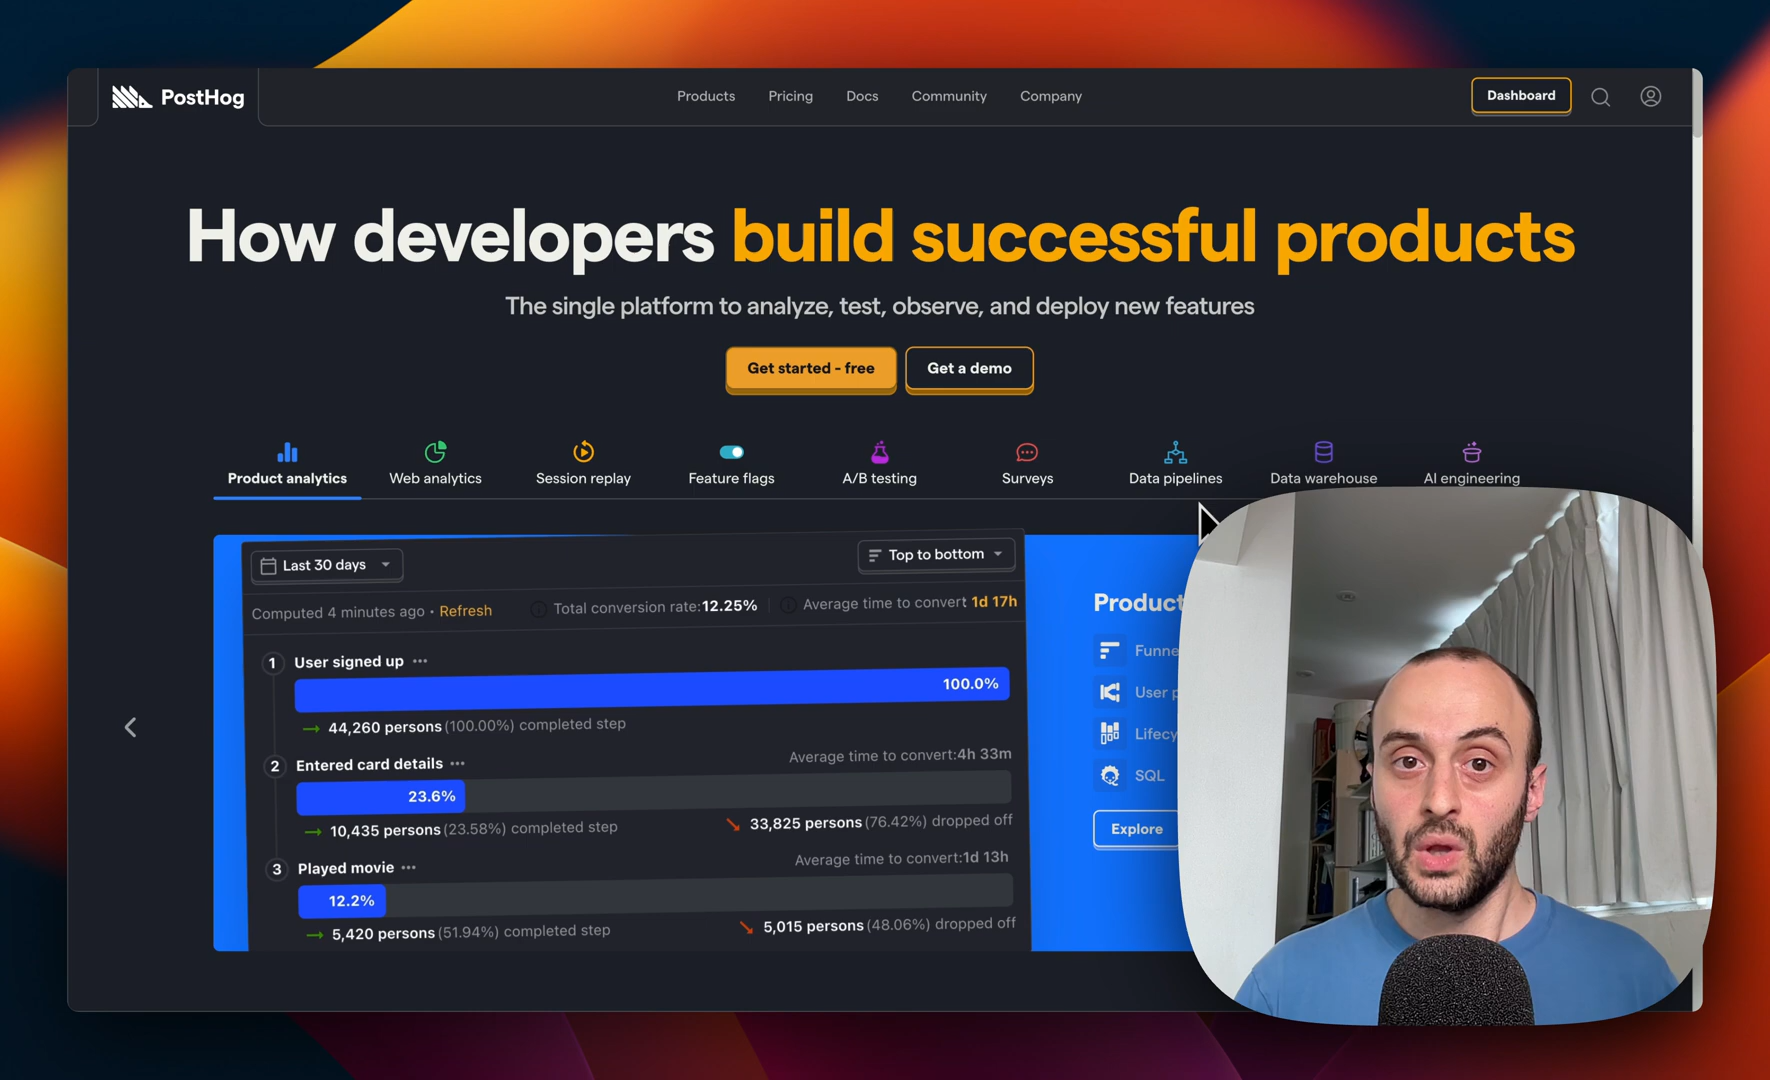 PostHog
Products Pricing Docs Community Company
Dashboard
How developers build successful products
The single platform to analyze, test, observe, and deploy new features
Get started - free Get a demo
Product analytics Web analytics Session replay Feature flags A/B testing Surveys Data pipelines Data warehouse AI engineering
Last 30 days Top to bottom
Computed 4 minutes ago • Refresh Total conversion rate: 12.25% Average time to convert 1d 17h
1 User signed up •••
100.0%
→ 44,260 persons (100.00%) completed step
2 Entered card details ••• Average time to convert: 4h 33m
23.6%
→ 10,435 persons (23.58%) completed step 33,825 persons (76.42%) dropped off
3 Played movie ••• Average time to convert: 1d 13h
12.2%
→ 5,420 persons (51.94%) completed step 5,015 persons (48.06%) dropped off
Product
Funne
User p
Lifecy
SQL
Explore